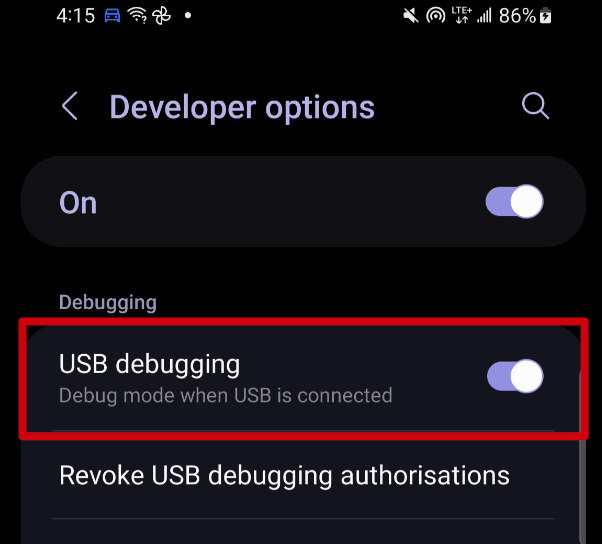 4:15 LTE+ 86%
Developer options
On
Debugging
USB debugging
Debug mode when USB is connected
Revoke USB debugging authorisations